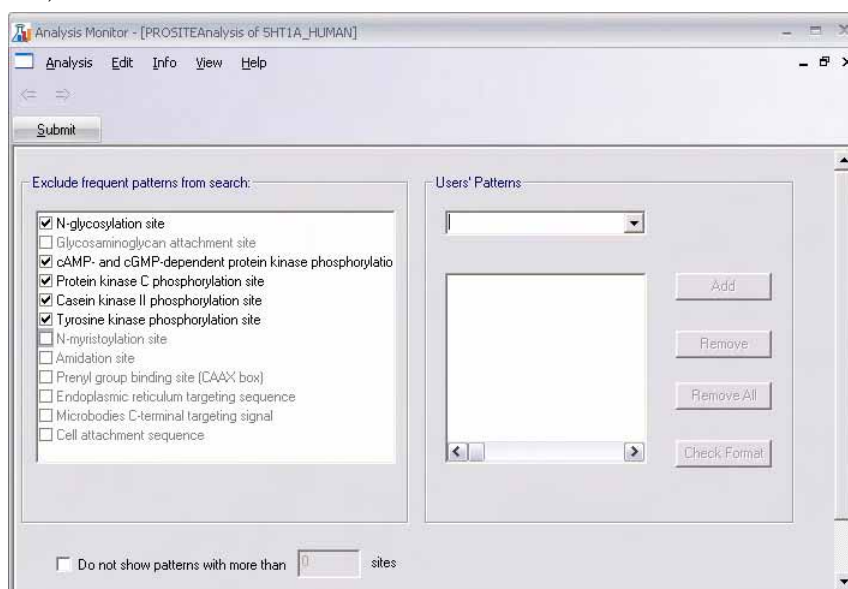 Analysis Monitor - [PROSITEAnalysis of 5HT1A_HUMAN]
Analysis Edit Info View Help
Submit
Exclude frequent patterns from search:
N-glycosylation site
Glycosaminoglycan attachment site
cAMP- and cGMP-dependent protein kinase phosphorylatio
Protein kinase C phosphorylation site
Casein kinase II phosphorylation site
Tyrosine kinase phosphorylation site
N-myristoylation site
Amidation site
Prenyl group binding site (CAAX box)
Endoplasmic reticulum targeting sequence
Microbodies C-terminal targeting signal
Cell attachment sequence
Users' Patterns
Add
Remove
Remove All
Check Format
Do not show patterns with more than 0 sites